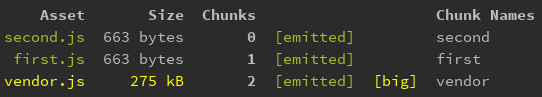 Asset Size Chunks Chunk Names
second.js 663 bytes 0 [emitted] second
first.js 663 bytes 1 [emitted] first
vendor.js 275 kB 2 [emitted] [big] vendor